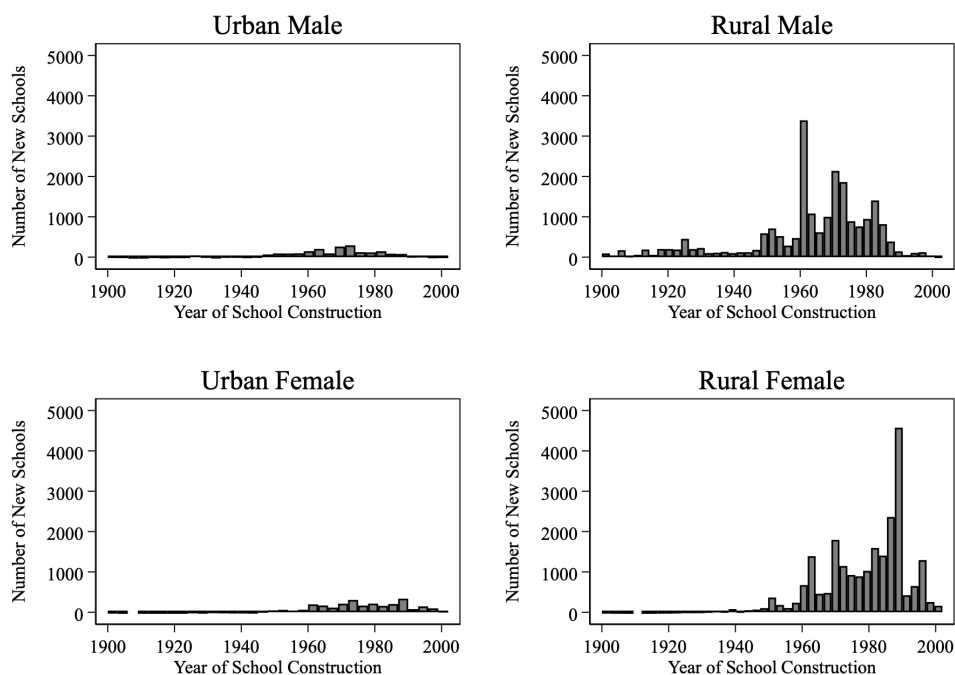 Urban Male
Number of New Schools
5000
4000
3000
2000
1000
0
1900 1920 1940 1960 1980 2000
Year of School Construction
Rural Male
Number of New Schools
5000
4000
3000
2000
1000
0
1900 1920 1940 1960 1980 2000
Year of School Construction
Urban Female
Number of New Schools
5000
4000
3000
2000
1000
0
1900 1920 1940 1960 1980 2000
Year of School Construction
Rural Female
Number of New Schools
5000
4000
3000
2000
1000
0
1900 1920 1940 1960 1980 2000
Year of School Construction